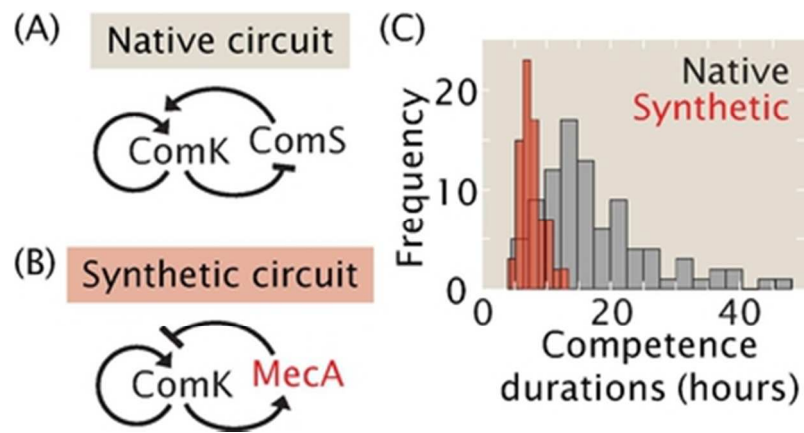 (A)
Native circuit
ComK
ComS
(B)
Synthetic circuit
ComK
MecA
(C)
Native
Synthetic
Frequency
20
10
0
0
20
40
Competence
durations (hours)